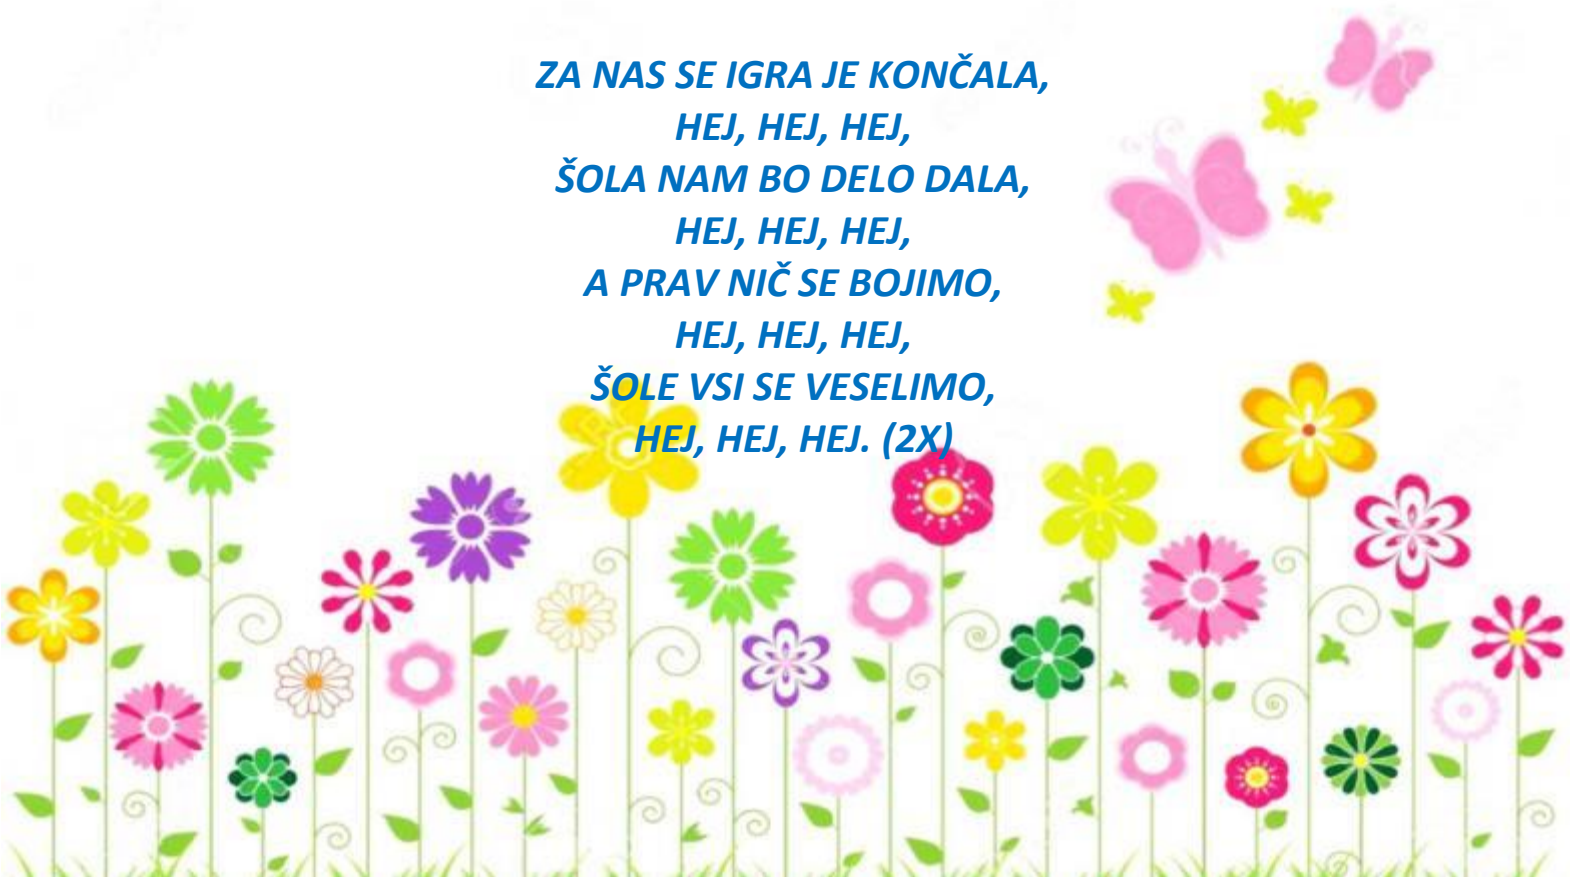 ZA NAS SE IGRA JE KONČALA,
HEJ, HEJ, HEJ,
ŠOLA NAM BO DELO DALA,
HEJ, HEJ, HEJ,
A PRAV NIČ SE BOJIMO,
HEJ, HEJ, HEJ,
ŠOLE VSI SE VESELIMO,
HEJ, HEJ, HEJ. (2X)